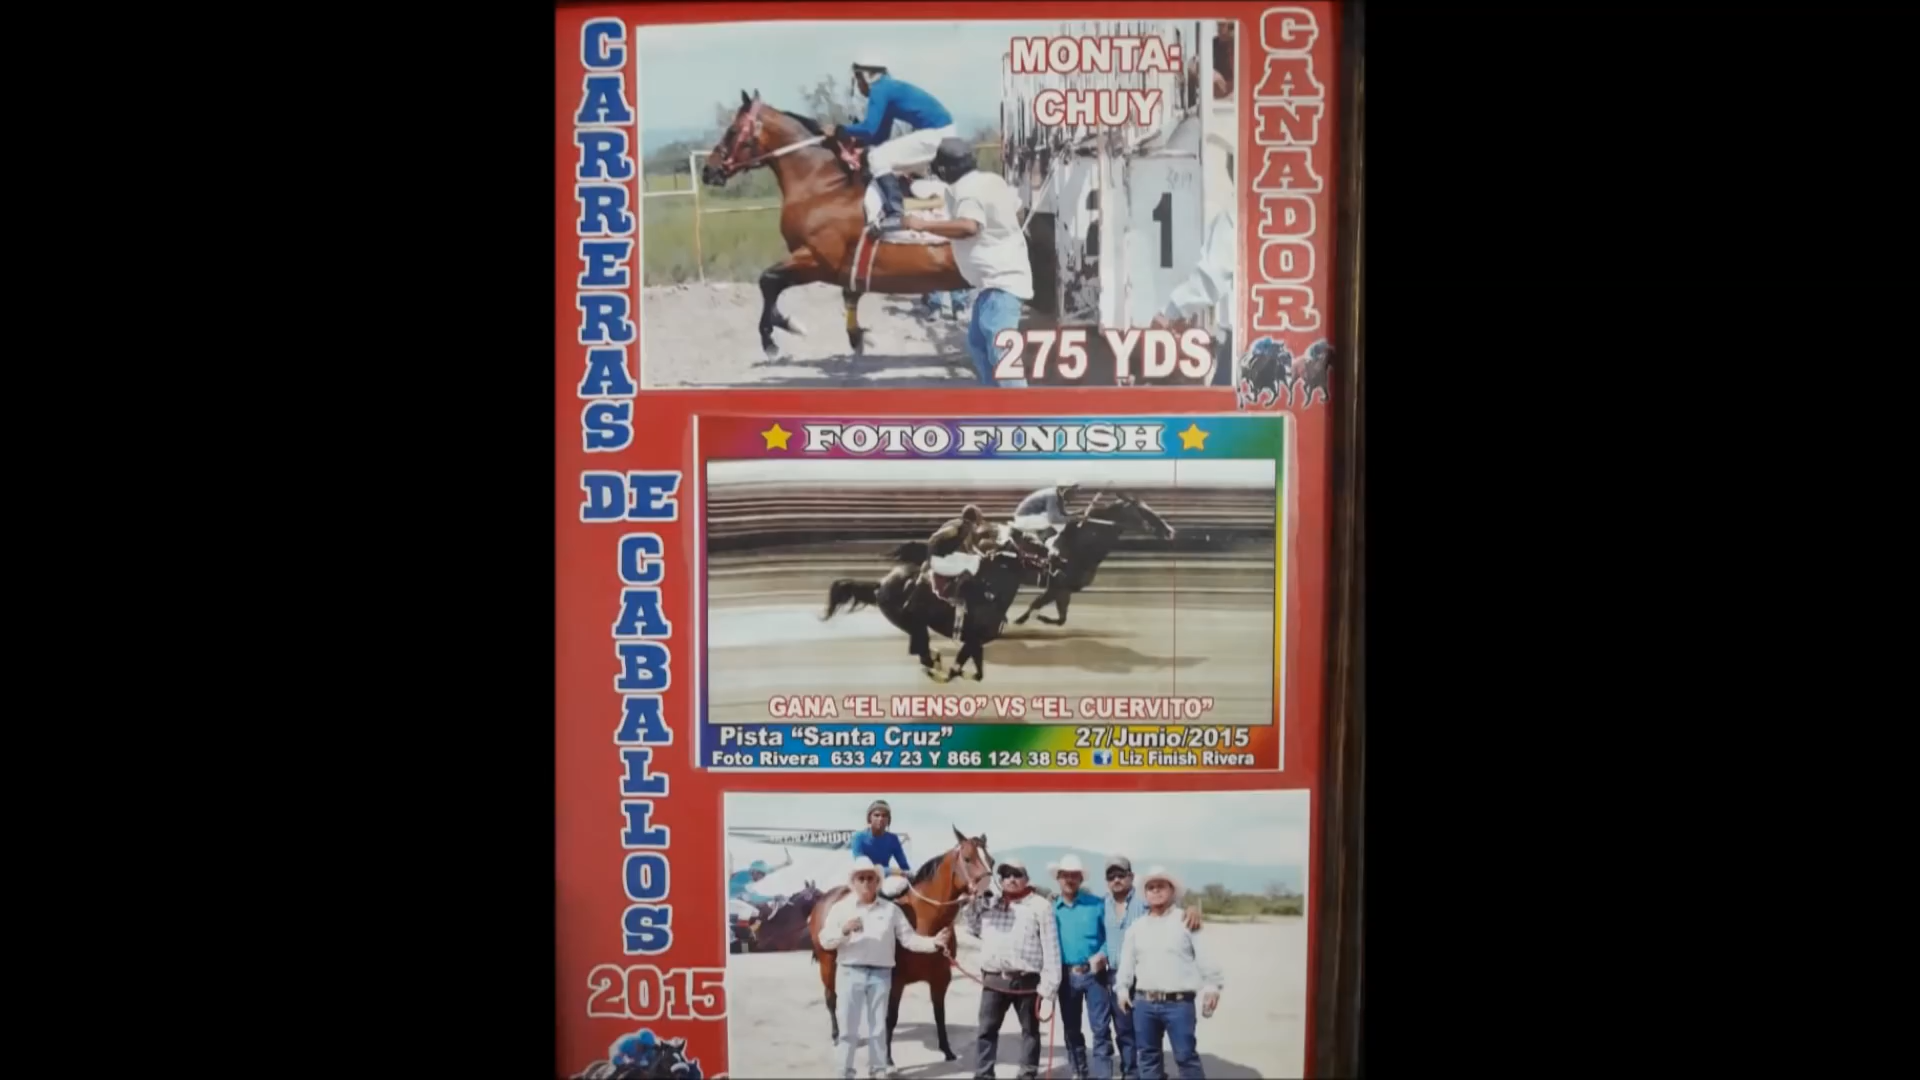 CARRERAS
DE
CABALLOS
2015
MONTA:
CHUY
1
275 YDS
GANADOR
FOTO FINISH
GANA “EL MENSO” VS “EL CUERVITO”
Pista “Santa Cruz” 27/Junio/2015
Foto Rivera 633 47 23 Y 866 124 38 56 Liz Finish Rivera